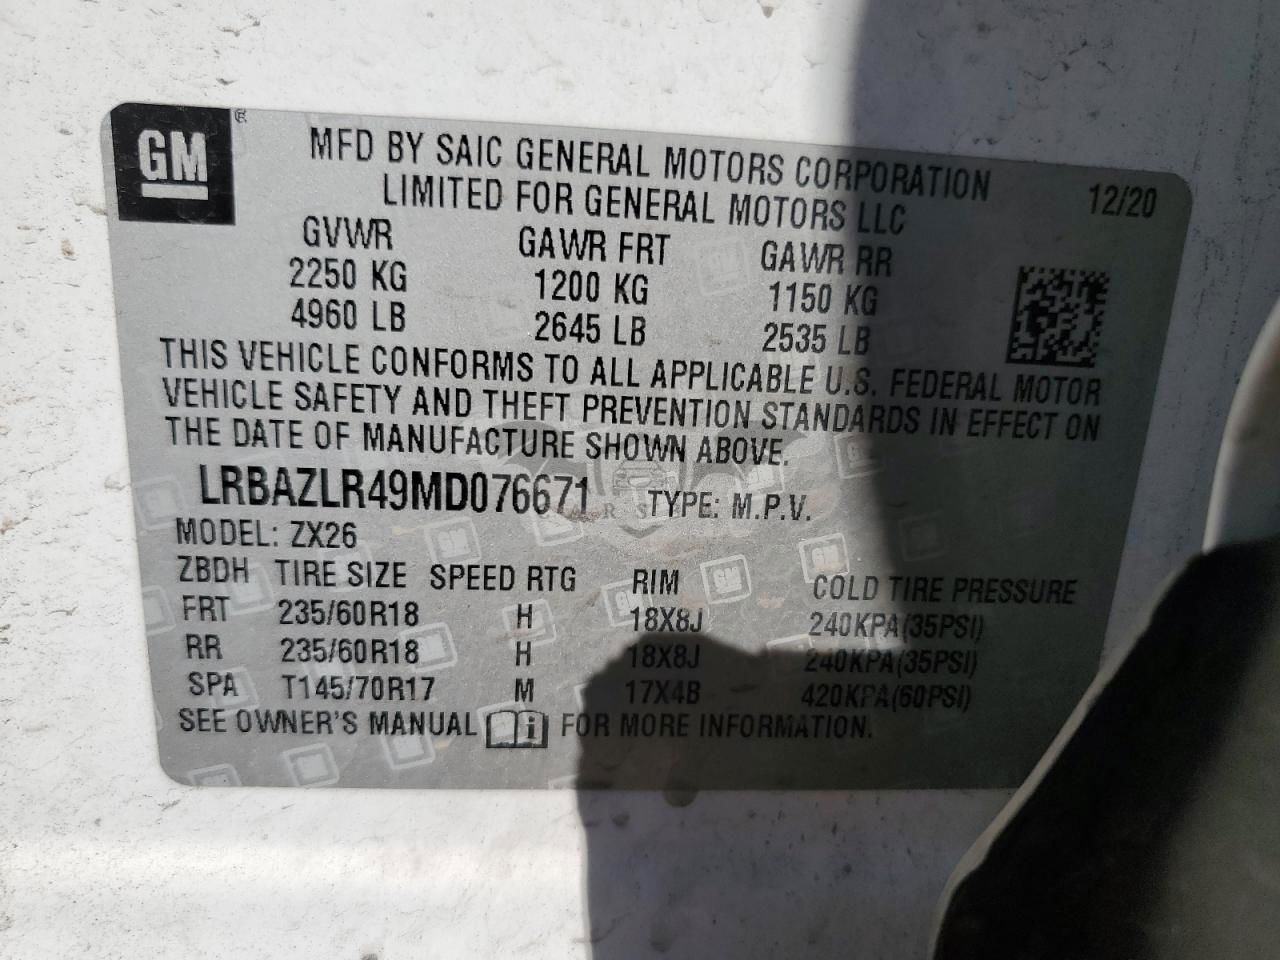 GM
MFD BY SAIC GENERAL MOTORS CORPORATION
LIMITED FOR GENERAL MOTORS LLC
12/20
GVWR GAWR FRT GAWR RR
2250 KG 1200 KG 1150 KG
4960 LB 2645 LB 2535 LB
THIS VEHICLE CONFORMS TO ALL APPLICABLE U.S. FEDERAL MOTOR
VEHICLE SAFETY AND THEFT PREVENTION STANDARDS IN EFFECT ON
THE DATE OF MANUFACTURE SHOWN ABOVE.
LRBAZLR49MD076671 TYPE: M.P.V.
MODEL: ZX26
ZBDH TIRE SIZE SPEED RTG RIM COLD TIRE PRESSURE
FRT 235/60R18 H 18X8J 240KPA(35PSI)
RR 235/60R18 H 18X8J 240KPA(35PSI)
SPA T145/70R17 M 17X4B 420KPA(60PSI)
SEE OWNER'S MANUAL i FOR MORE INFORMATION.